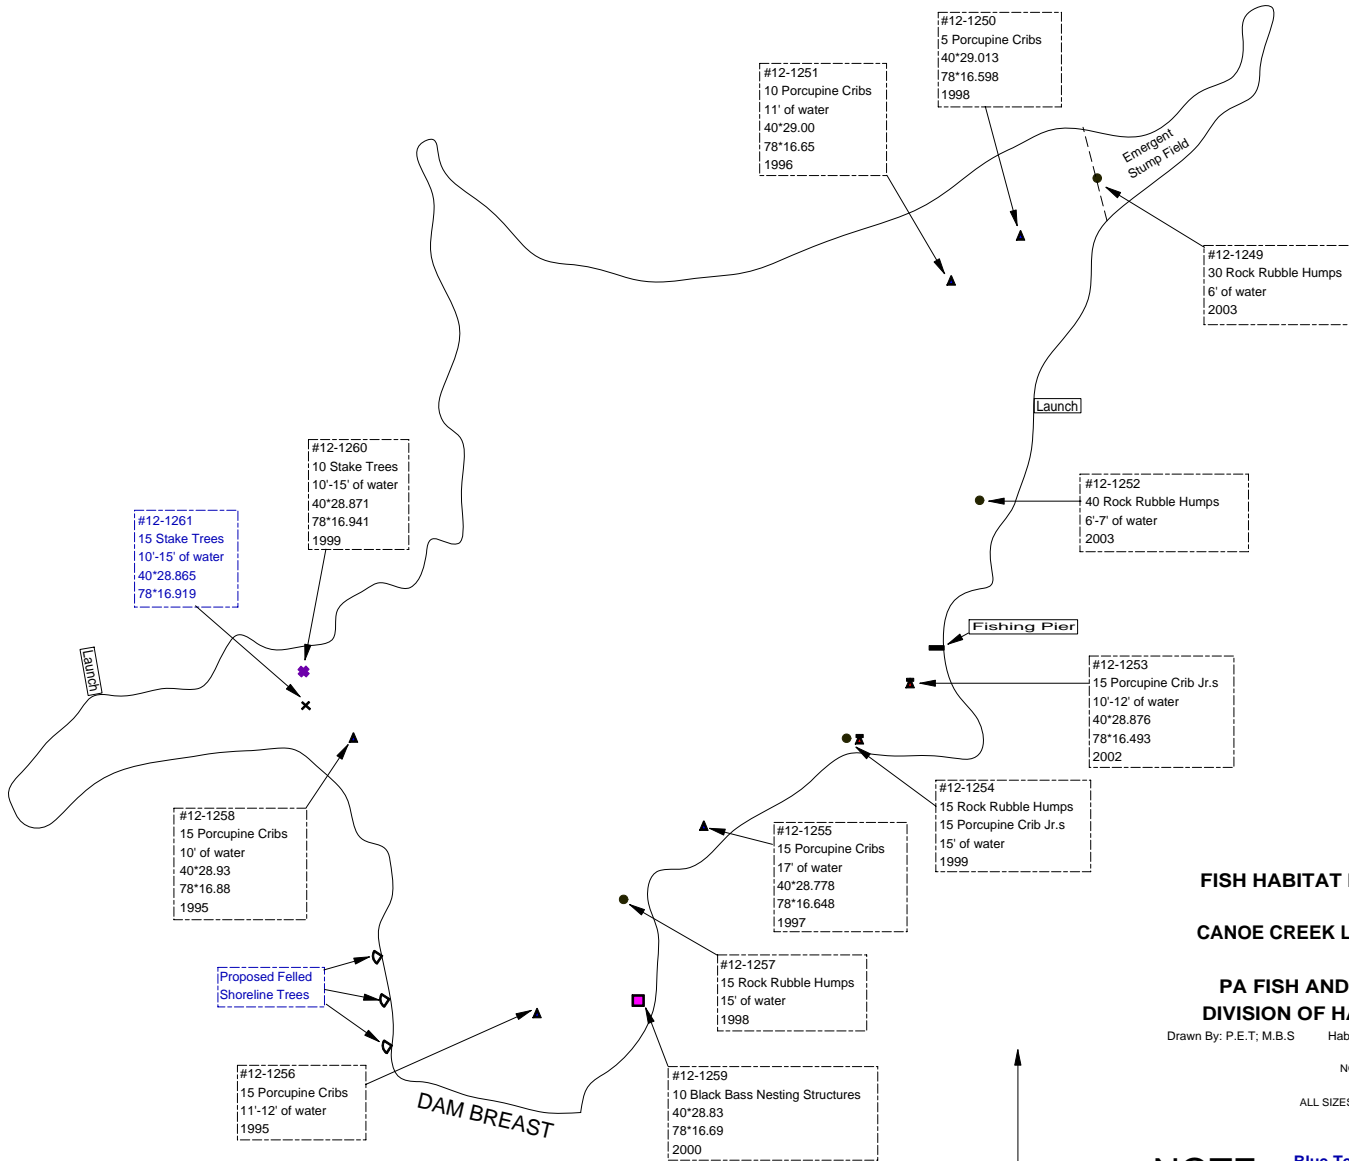 #12-1250
5 Porcupine Cribs
40*29.013
78*16.598
1998
#12-1251
10 Porcupine Cribs
11' of water
40*29.00
78*16.65
1996
Emergent
Stump Field
#12-1249
30 Rock Rubble Humps
6' of water
2003
Launch
#12-1260
10 Stake Trees
10'-15' of water
40*28.871
78*16.941
1999
#12-1252
40 Rock Rubble Humps
6'-7' of water
2003
#12-1261
15 Stake Trees
10'-15' of water
40*28.865
78*16.919
Fishing Pier
Launch
#12-1253
15 Porcupine Crib Jr.s
10'-12' of water
40*28.876
78*16.493
2002
#12-1254
15 Rock Rubble Humps
15 Porcupine Crib Jr.s
15' of water
1999
#12-1258
15 Porcupine Cribs
10' of water
40*28.93
78*16.88
1995
#12-1255
15 Porcupine Cribs
17' of water
40*28.778
78*16.648
1997
FISH HABITAT
CANOE CREEK L
Proposed Felled
Shoreline Trees
#12-1257
15 Rock Rubble Humps
15' of water
1998
PA FISH AND
DIVISION OF HA
Drawn By: P.E.T; M.B.S Hab
#12-1256
15 Porcupine Cribs
11'-12' of water
1995
#12-1259
10 Black Bass Nesting Structures
40*28.83
78*16.69
2000
DAM BREAST
ALL SIZES